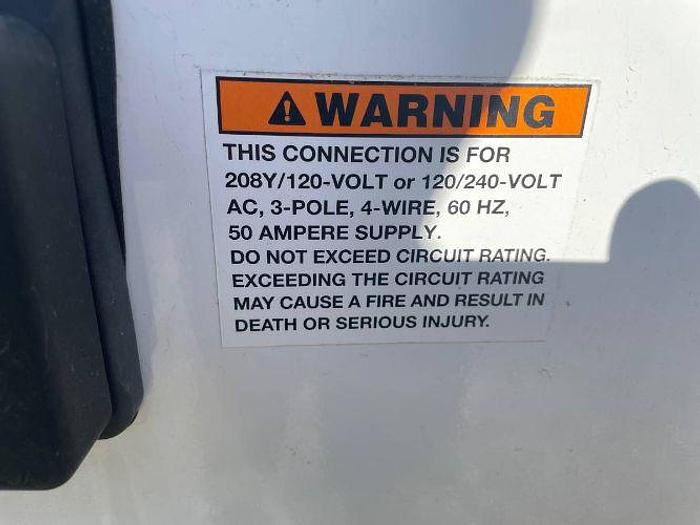 WARNING
THIS CONNECTION IS FOR
208Y/120-VOLT or 120/240-VOLT
AC, 3-POLE, 4-WIRE, 60 HZ,
50 AMPERE SUPPLY.
DO NOT EXCEED CIRCUIT RATING.
EXCEEDING THE CIRCUIT RATING
MAY CAUSE A FIRE AND RESULT IN
DEATH OR SERIOUS INJURY.